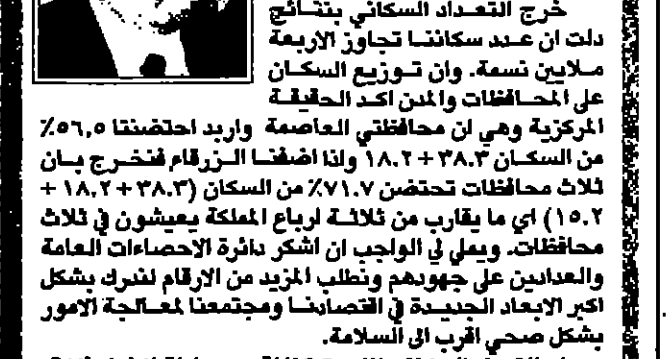 خرج التعداد السكاني بنتائج
دلت ان عدد سكاننا تجاوز الاربعة
ملايين نسمة. وان توزيع السكان
على المحافظات والمدن اكد الحقيقة
المركزية وهي ان محافظتي العاصمة واربد احتضنتا ٥٦,٥٪
من السكان ٣٨.٣+١٨.٢ واذا اضفنا الزرقاء فنخرج بان
ثلاث محافظات تحتضن ٧١.٧٪ من السكان (٣٨.٣+١٨.٢ +
١٥.٢) اي ما يقارب من ثلاثة ارباع المملكة يعيشون في ثلاث
محافظات. ويملي لي الواجب ان اشكر دائرة الاحصاءات العامة
والعدادين على جهودهم ونطلب المزيد من الارقام لندرك بشكل
اكبر الابعاد الجديدة في اقتصادنا ومجتمعنا لمعالجة الامور
بشكل صحي اقرب الى السلامة.